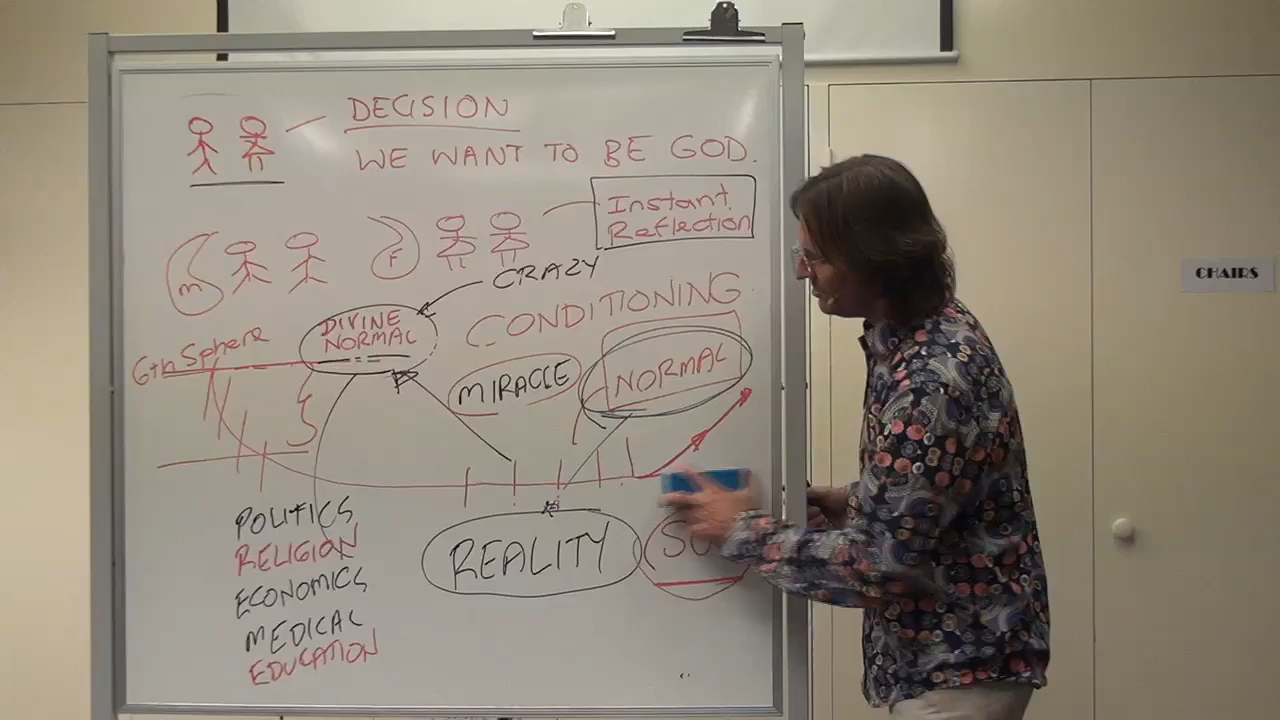 DECISION
WE WANT TO BE GOD.
Instant
Reflection
M
F
CRAZY
CONDITIONING
6th Sphere
DIVINE
NORMAL
MIRACLE
NORMAL
REALITY
POLITICS
RELIGION
ECONOMICS
MEDICAL
EDUCATION
CHAIRS